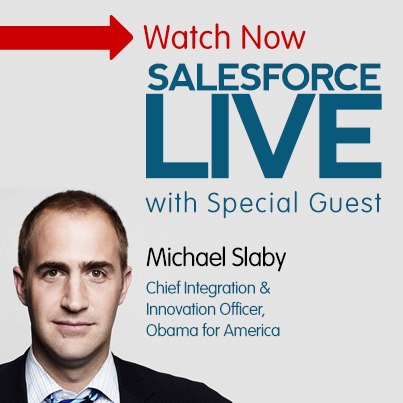 Watch Now
SALESFORCE
LIVE
with Special Guest
Michael Slaby
Chief Integration &
Innovation Officer,
Obama for America